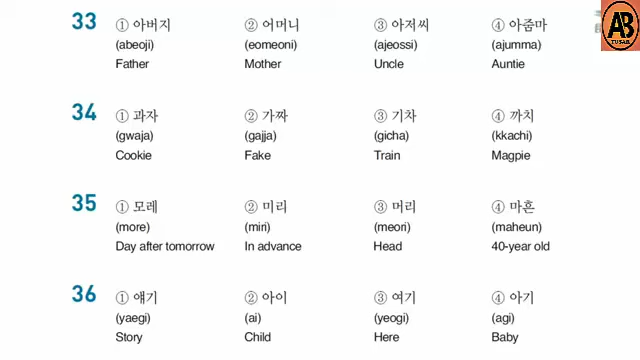 33 ① 아버지 ② 어머니 ③ 아저씨 ④ 아줌마
(abeoji) (eomeoni) (ajeossi) (ajumma)
Father Mother Uncle Auntie
34 ① 과자 ② 가짜 ③ 기차 ④ 까치
(gwaja) (gajja) (gicha) (kkachi)
Cookie Fake Train Magpie
35 ① 모레 ② 미리 ③ 머리 ④ 마흔
(more) (miri) (meori) (maheun)
Day after tomorrow In advance Head 40-year old
36 ① 얘기 ② 아이 ③ 여기 ④ 아기
(yaegi) (ai) (yeogi) (agi)
Story Child Here Baby
AB
TUSAR